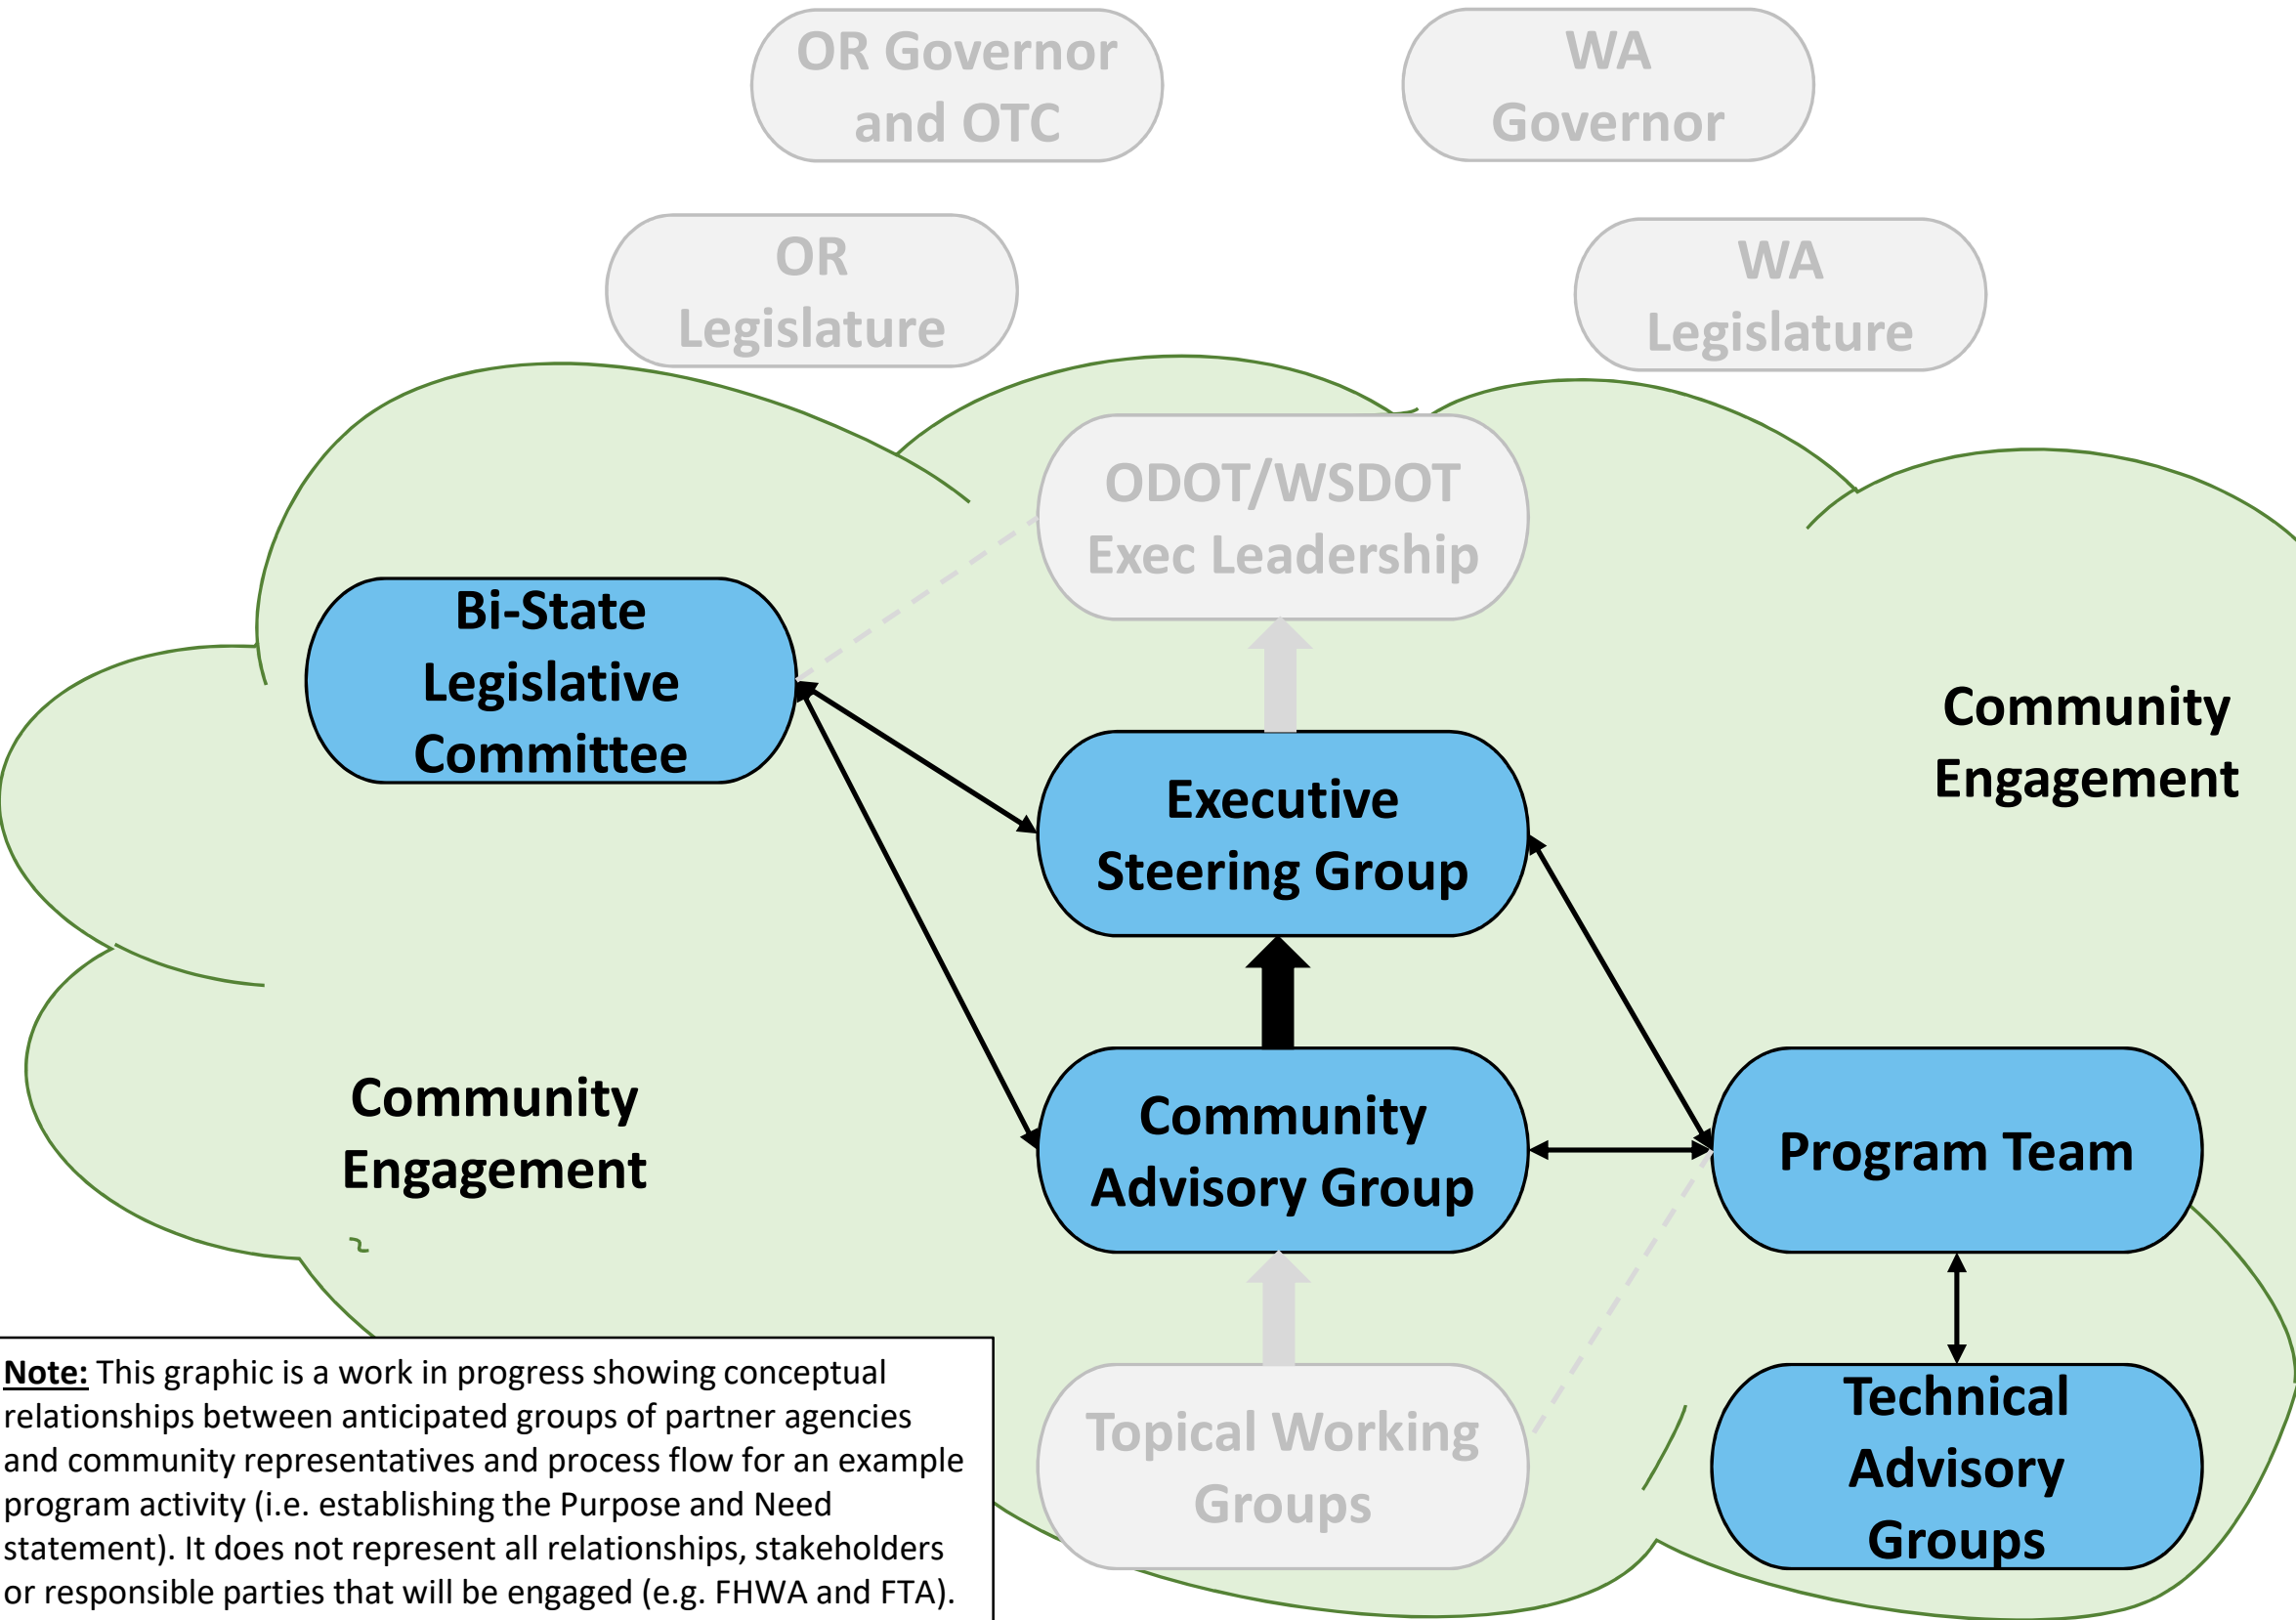 OR Governor
and OTC
WA
Governor
OR
Legislature
WA
Legislature
ODOT/WSDOT
Exec Leadership
Bi-State
Legislative
Committee
Community
Engagement
Executive
Steering Group
Community
Engagement
Community
Advisory Group
Program Team
Topical Working
Groups
Technical
Advisory
Groups
Note: This graphic is a work in progress showing conceptual
relationships between anticipated groups of partner agencies
and community representatives and process flow for an example
program activity (i.e. establishing the Purpose and Need
statement). It does not represent all relationships, stakeholders
or responsible parties that will be engaged (e.g. FHWA and FTA).